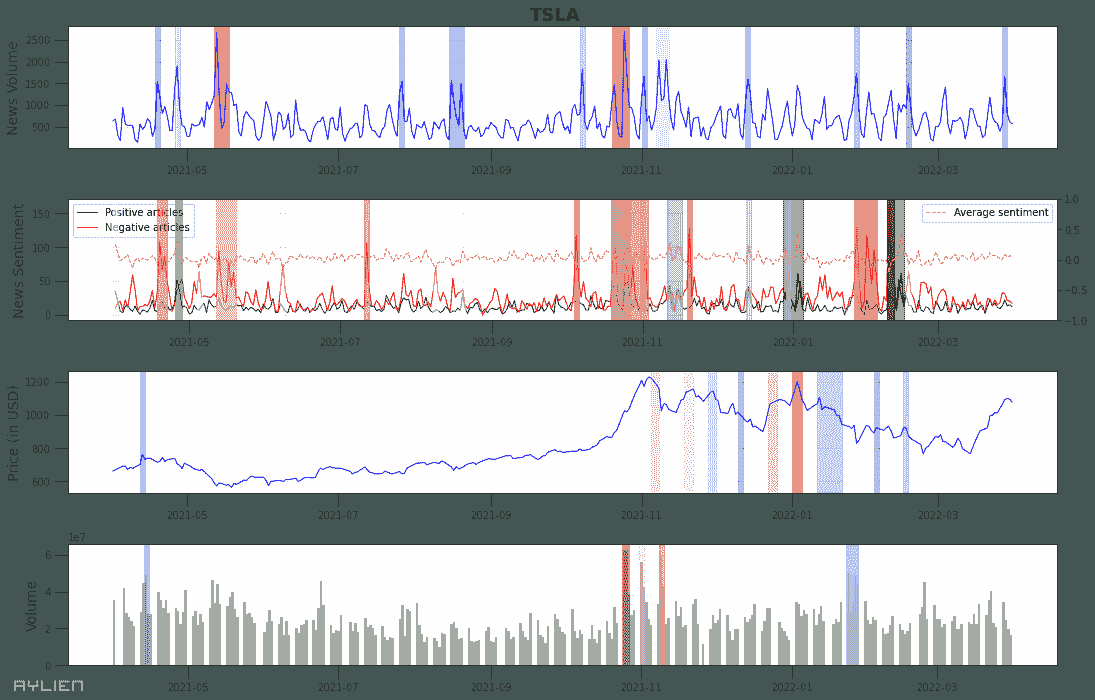 TSLA
News Volume
2500
2000
1500
1000
500
2021-05 2021-07 2021-09 2021-11 2022-01 2022-03
News Sentiment
150
100
50
0
Positive articles
Negative articles
Average sentiment
1.0
0.5
0.0
−0.5
−1.0
2021-05 2021-07 2021-09 2021-11 2022-01 2022-03
Price (in USD)
1200
1000
800
600
2021-05 2021-07 2021-09 2021-11 2022-01 2022-03
1e7
Volume
6
4
2
0
2021-05 2021-07 2021-09 2021-11 2022-01 2022-03
AYLIEN